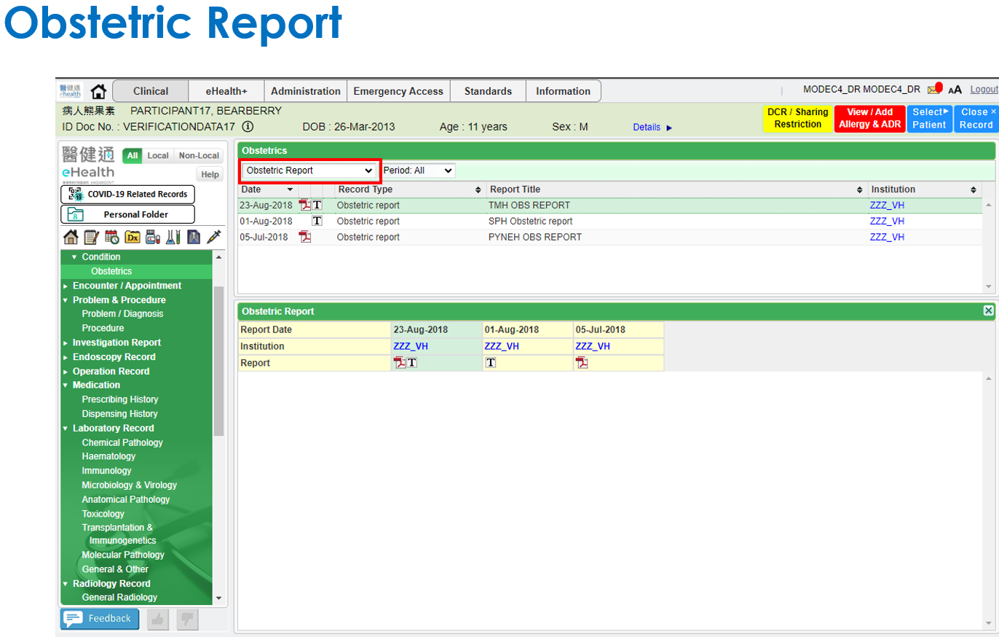 Obstetric Report
醫健通
ehealth
Clinical eHealth+ Administration Emergency Access Standards Information
MODEC4_DR MODEC4_DR AA Logout
病人熊果素 PARTICIPANT17, BEARBERRY
ID Doc No. : VERIFICATIONDATA17 DOB : 26-Mar-2013 Age : 11 years Sex : M Details
DCR / Sharing Restriction
View / Add Allergy & ADR
Select Patient
Close × Record
醫健通
eHealth
All Local Non-Local
Help
COVID-19 Related Records
Personal Folder
Dx
Condition
Obstetrics
Encounter / Appointment
Problem & Procedure
Problem / Diagnosis
Procedure
Investigation Report
Endoscopy Record
Operation Record
Medication
Prescribing History
Dispensing History
Laboratory Record
Chemical Pathology
Haematology
Immunology
Microbiology & Virology
Anatomical Pathology
Toxicology
Transplantation &
Immunogenetics
Molecular Pathology
General & Other
Radiology Record
General Radiology
Feedback
Obstetrics
Obstetric Report Period: All
Date Record Type Report Title Institution
23-Aug-2018 T Obstetric report TMH OBS REPORT ZZZ_VH
01-Aug-2018 T Obstetric report SPH Obstetric report ZZZ_VH
05-Jul-2018 Obstetric report PYNEH OBS REPORT ZZZ_VH
Obstetric Report
Report Date 23-Aug-2018 01-Aug-2018 05-Jul-2018
Institution ZZZ_VH ZZZ_VH ZZZ_VH
Report T T